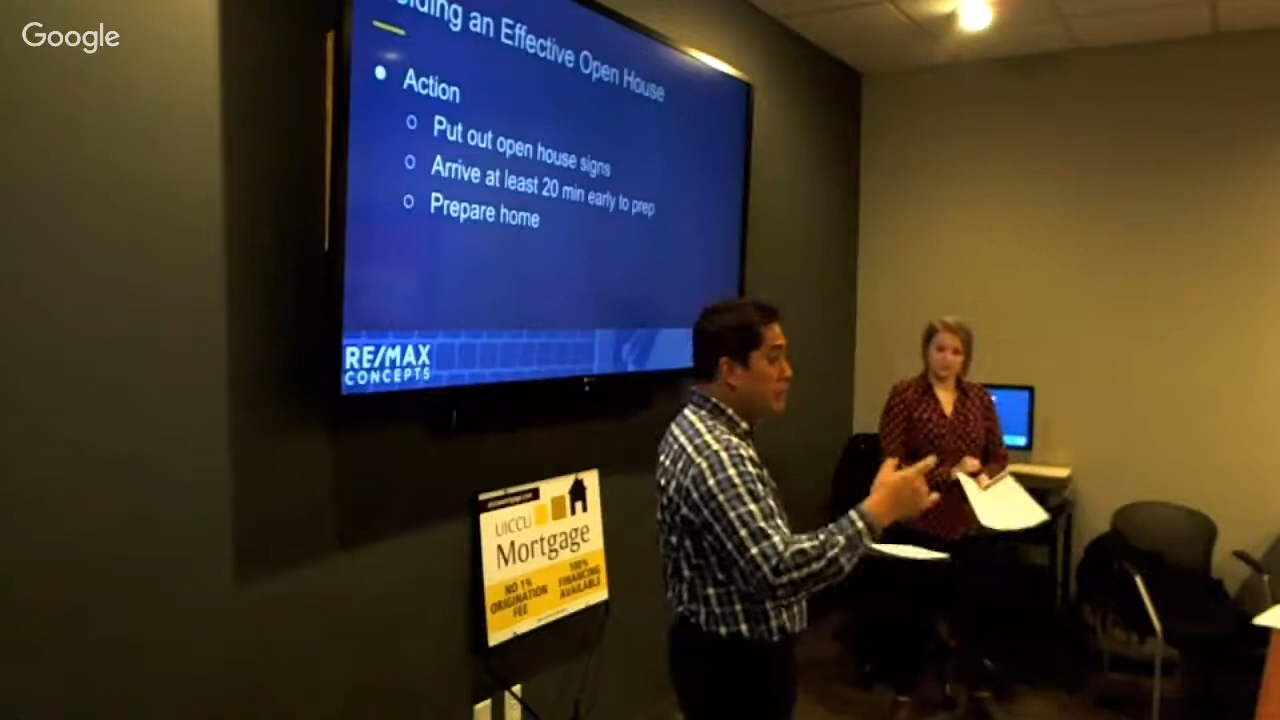 Google
lding an Effective Open House
Action
Put out open house signs
Arrive at least 20 min early to prep
Prepare home
RE/MAX
CONCEPTS
UICCU
Mortgage
NO 1%
ORIGINATION
FEE
100%
FINANCING
AVAILABLE